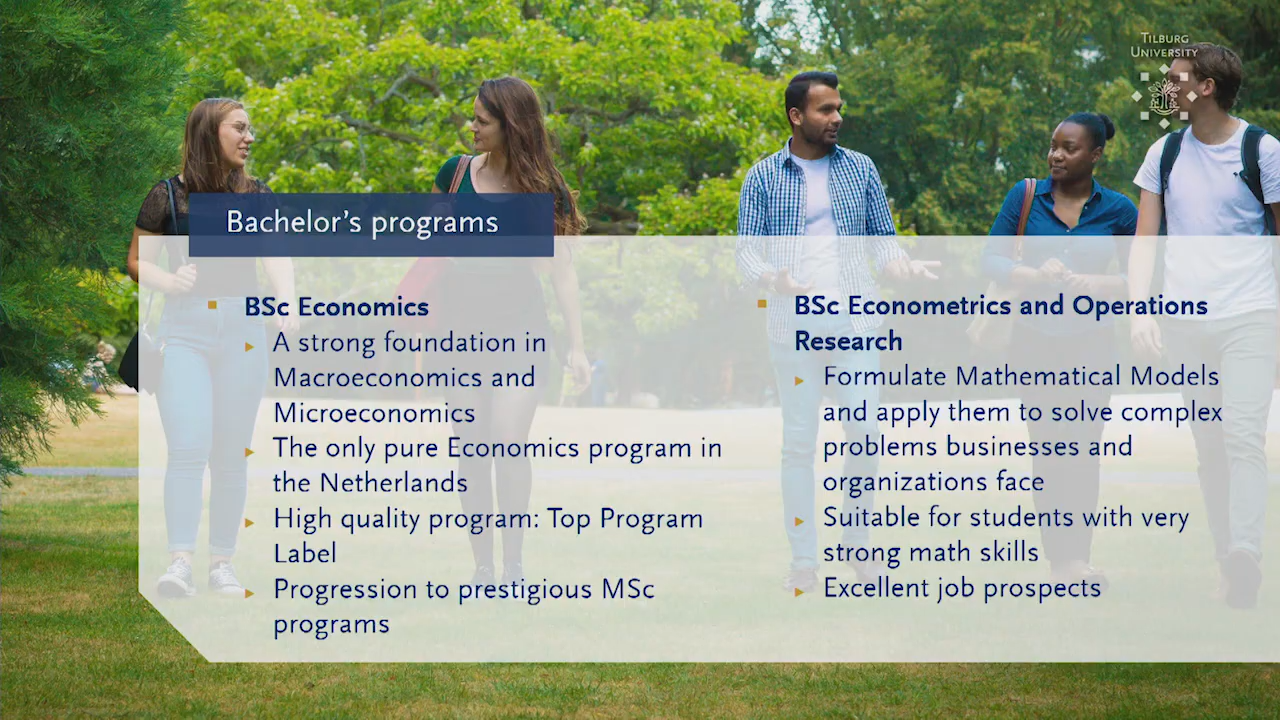 TILBURG
UNIVERSITY
Bachelor's programs
BSc Economics
A strong foundation in
Macroeconomics and
Microeconomics
The only pure Economics program in
the Netherlands
High quality program: Top Program
Label
Progression to prestigious MSc
programs
BSc Econometrics and Operations
Research
Formulate Mathematical Models
and apply them to solve complex
problems businesses and
organizations face
Suitable for students with very
strong math skills
Excellent job prospects